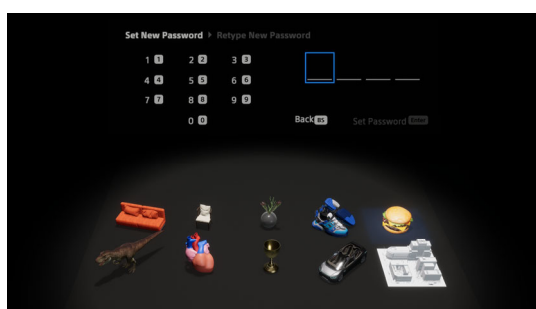 Set New Password ▶ Retype New Password
1 1 2 2 3 3
4 4 5 5 6 6
7 7 8 8 9 9
0 0 Back BS Set Password Enter